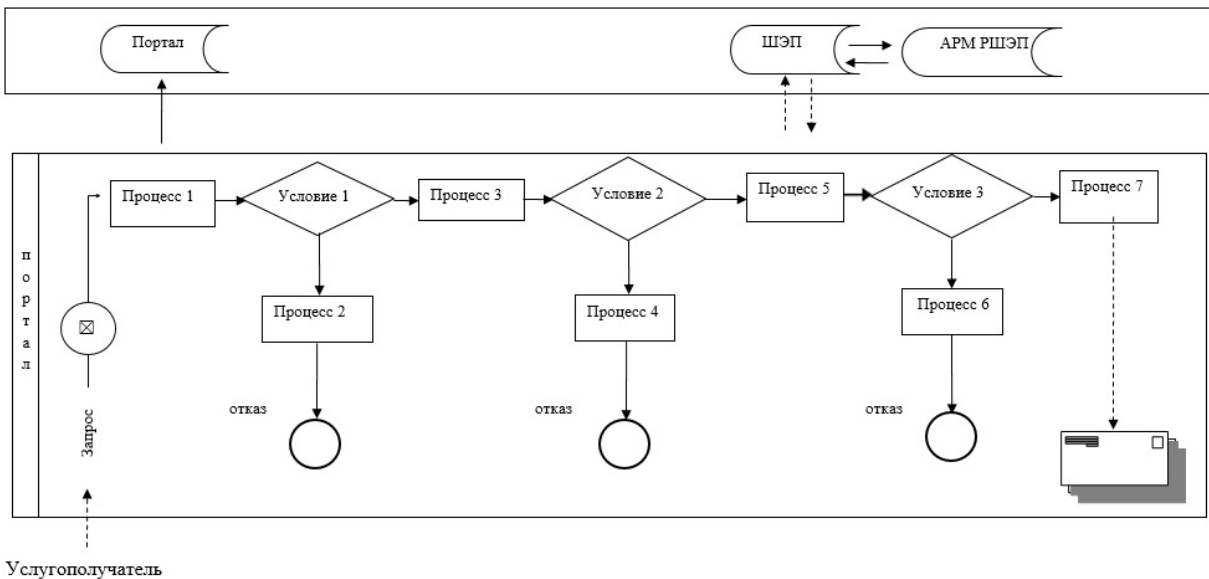 Портал
ШЭП
АРМ РШЭП
Процесс 1
Условие 1
Процесс 3
Условие 2
Процесс 5
Условие 3
Процесс 7
портал
Процесс 2
Процесс 4
Процесс 6
отказ
отказ
отказ
Запрос
Услугополучатель